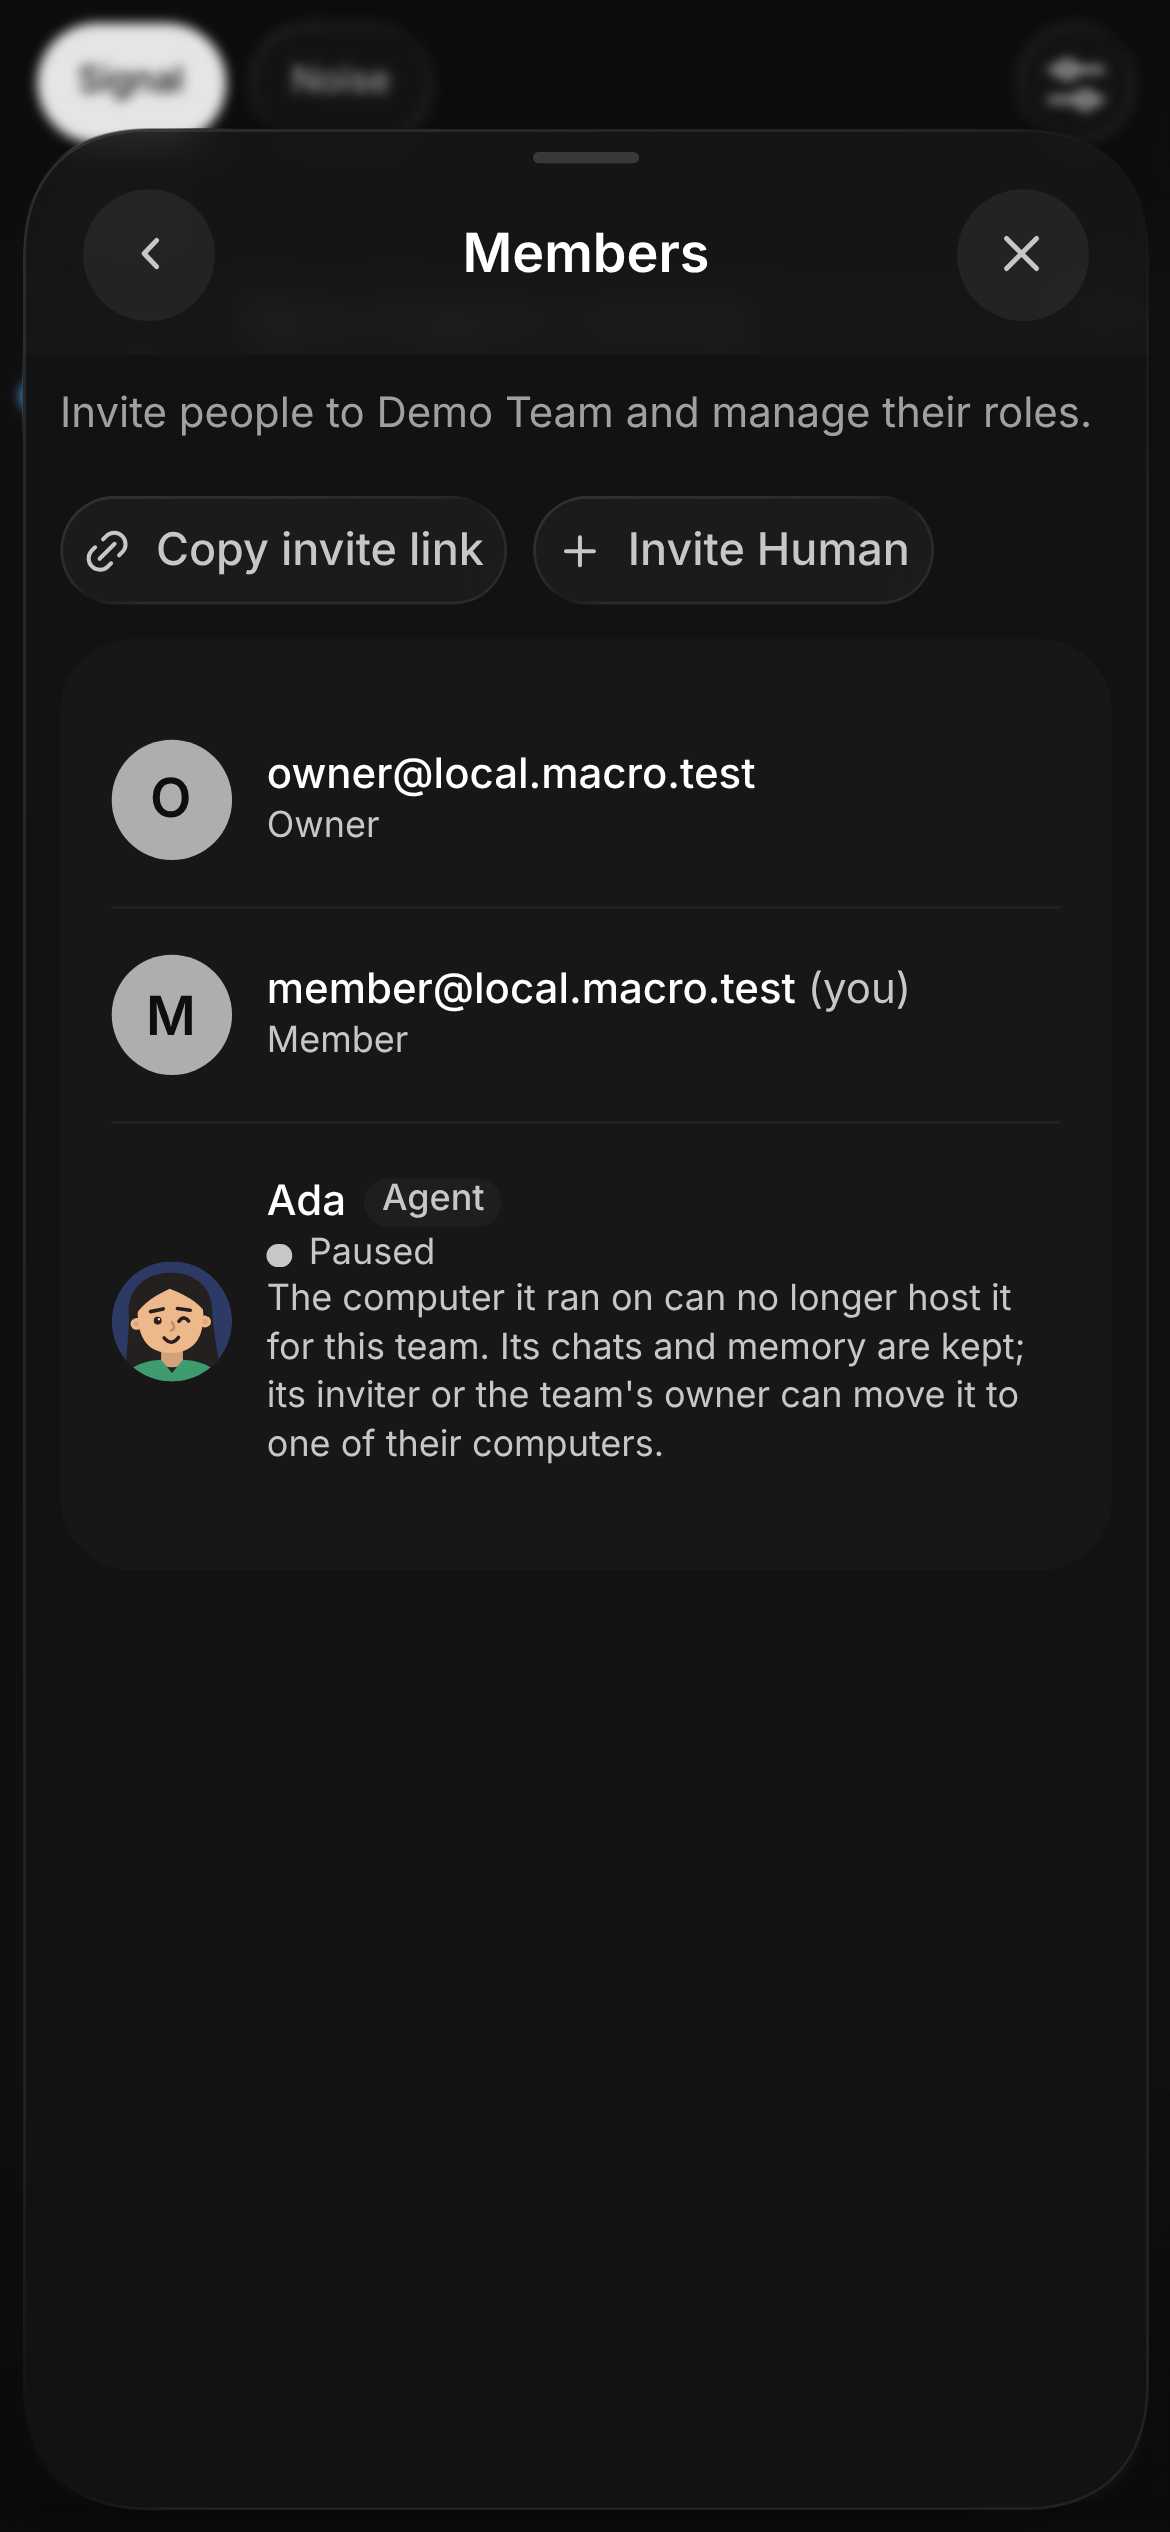 Signal
Noise
Members
Invite people to Demo Team and manage their roles.
Copy invite link
Invite Human
O
owner@local.macro.test
Owner
M
member@local.macro.test (you)
Member
Ada
Agent
Paused
The computer it ran on can no longer host it
for this team. Its chats and memory are kept;
its inviter or the team's owner can move it to
one of their computers.